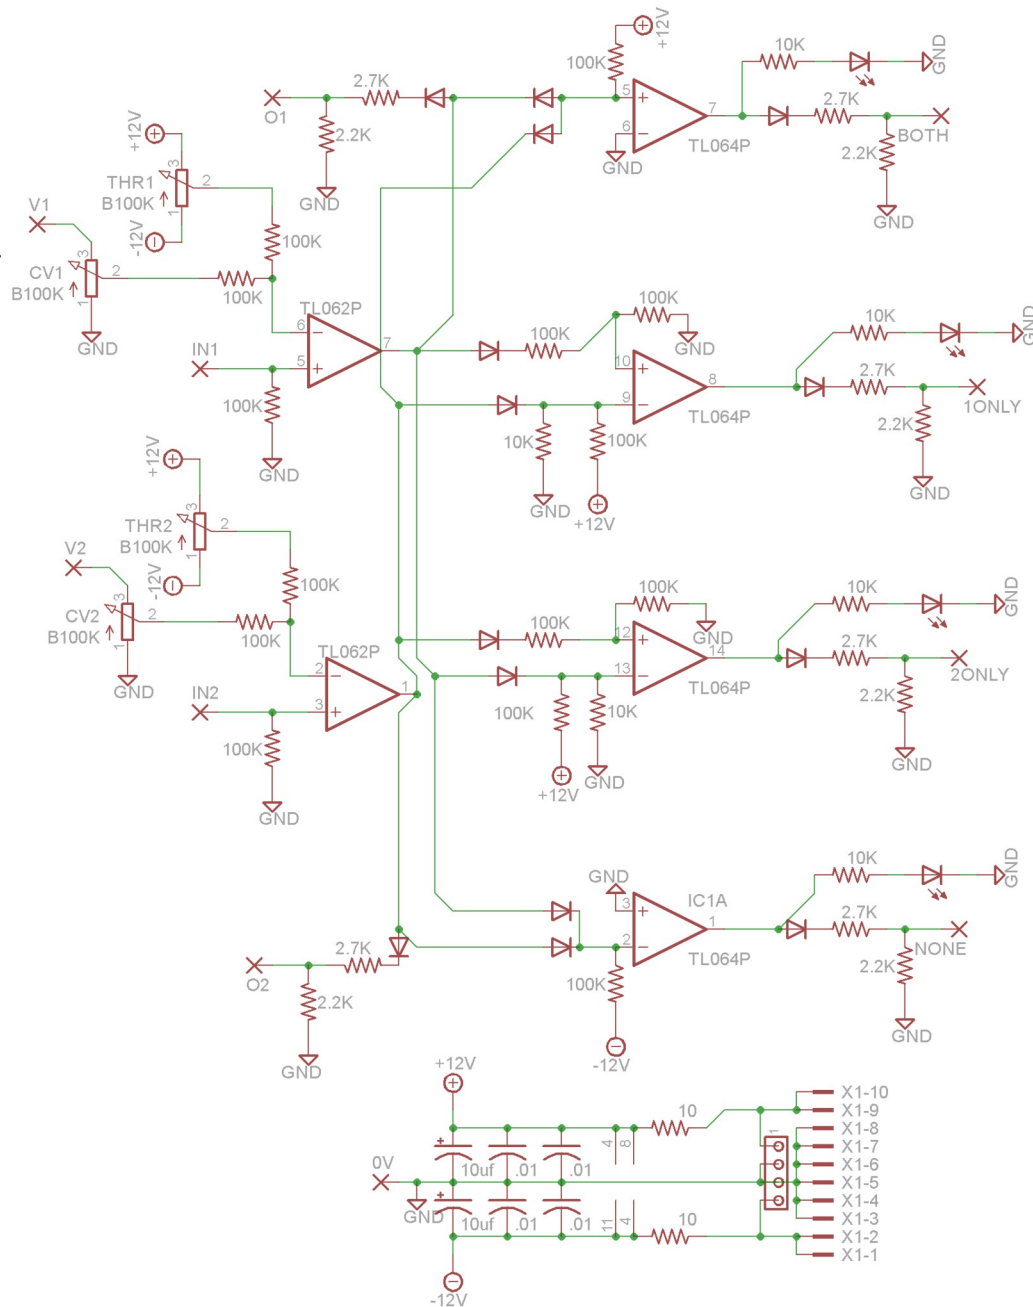 +12V
10K
GND
100K
2.7K
O1
5
+
6
−
7
2.7K
BOTH
TL064P
GND
2.2K
2.2K
GND
GND
+12V
3
THR1
2
B100K
1
-12V
V1
3
CV1
2
B100K
1
GND
100K
100K
TL062P
6
−
7
IN1
5
+
100K
GND
100K
100K
GND
10
+
8
9
−
TL064P
10K
100K
GND
+12V
10K
GND
2.7K
1ONLY
2.2K
GND
+12V
3
THR2
2
B100K
1
-12V
V2
3
CV2
2
B100K
1
GND
100K
100K
TL062P
2
−
1
IN2
3
+
100K
GND
100K
100K
GND
12
+
14
13
−
TL064P
100K
10K
+12V
GND
10K
GND
2.7K
2ONLY
2.2K
GND
GND
3
+
IC1A
1
2
−
TL064P
100K
-12V
10K
GND
2.7K
NONE
2.2K
GND
2.7K
O2
2.2K
GND
+12V
0V
GND
+
10uf
.01
.01
+
10uf
.01
.01
-12V
4
8
11
4
10
10
1
X1-10
X1-9
X1-8
X1-7
X1-6
X1-5
X1-4
X1-3
X1-2
X1-1